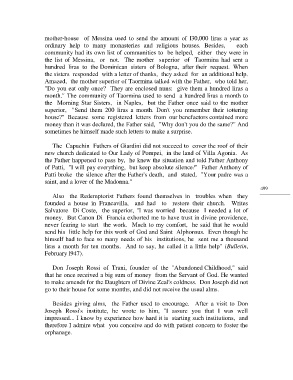 mother-house of Messina used to send the amount of £30,000 liras a year as
ordinary help to many monasteries and religious houses. Besides, each
community had its own list of communities to be helped, either they were in
the list of Messina, or not. The mother superior of Taormina had sent a
hundred liras to the Dominican sisters of Bologna, after their request. When
the sisters responded with a letter of thanks, they asked for an additional help.
Amazed, the mother superior of Taormina talked with the Father, who told her,
"Do you eat only once? They are enclosed must give them a hundred liras a
month." The community of Taormina used to send a hundred liras a month to
the Morning Star Sisters, in Naples, but the Father once said to the mother
superior, "Send them 200 liras a month. Don't you remember their tottering
house?" Because some registered letters from our benefactors contained more
money than it was declared, the Father said, "Why don't you do the same?" And
sometimes he himself made such letters to make a surprise.
The Capuchin Fathers of Giardini did not succeed to cover the roof of their
new church dedicated to Our Lady of Pompei, in the land of Villa Agonia. As
the Father happened to pass by, he knew the situation and told Father Anthony
of Patti, "I will pay everything, but keep absolute silence!" Father Anthony of
Patti broke the silence after the Father's death, and stated, "Your padre was a
saint, and a lover of the Madonna."
Also the Redemptorist Fathers found themselves in troubles when they
founded a house in Francavilla, and had to restore their church. Writes
Salvatore Di Coste, the superior, "I was worried because I needed a lot of
money. But Canon Di Francia exhorted me to have trust in divine providence,
never fearing to start the work. Much to my comfort, he said that he would
send his little help for this work of God and Saint Alphonsus. Even though he
himself had to face so many needs of his institutions, he sent me a thousand
liras a month for ten months. And to say, he called it a little help" (Bulletin,
February 1947).
Don Joseph Rossi of Trani, founder of the "Abandoned Childhood," said
that he once received a big sum of money from the Servant of God. He wanted
to make amends for the Daughters of Divine Zeal's coldness. Don Joseph did not
go to their house for some months, and did not receive the usual alms.
Besides giving alms, the Father used to encourage. After a visit to Don
Joseph Rossi's institute, he wrote to him, "I assure you that I was well
impressed... I know by experience how hard it is starting such institutions, and
therefore I admire what you conceive and do with patient concern to foster the
orphanage.